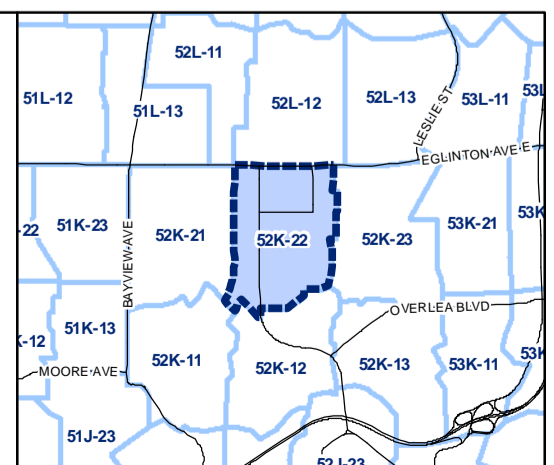 52L-11
51L-12
51L-13
52L-12
52L-13
LESLIE ST
53L-11
53L
EGLINTON AVE E
22
51K-23
BAYVIEW AVE
52K-21
52K-22
52K-23
53K-21
53K
OVERLEA BLVD
K-12
51K-13
MOORE AVE
52K-11
52K-12
52K-13
53K-11
53K
51J-23
52J-23